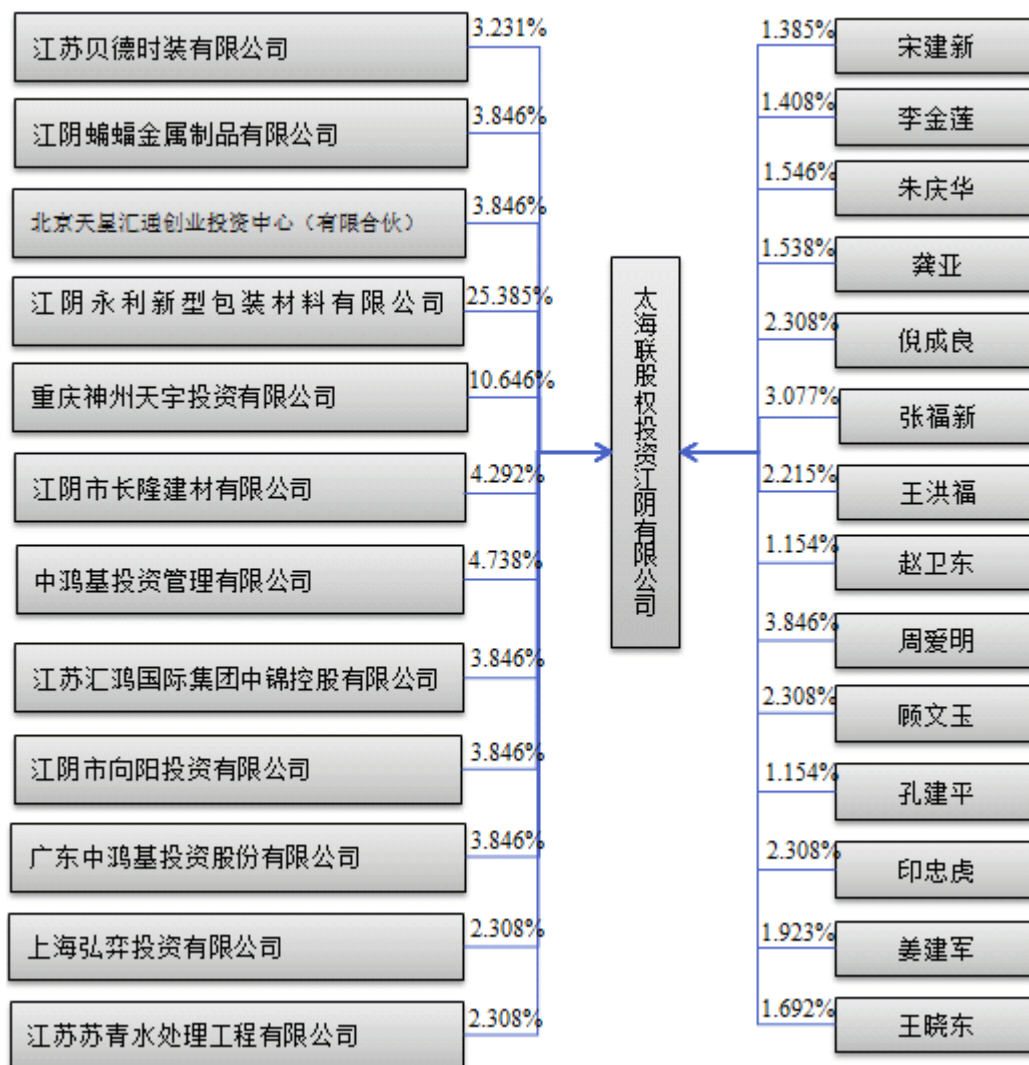 江苏贝德时装有限公司
3.231%
江阴蝙蝠金属制品有限公司
3.846%
北京天星汇通创业投资中心（有限合伙）
3.846%
江阴永利新型包装材料有限公司
25.385%
重庆神州天宇投资有限公司
10.646%
江阴市长隆建材有限公司
4.292%
中鸿基投资管理有限公司
4.738%
江苏汇鸿国际集团中锦控股有限公司
3.846%
江阴市向阳投资有限公司
3.846%
广东中鸿基投资股份有限公司
3.846%
上海弘弈投资有限公司
2.308%
江苏苏青水处理工程有限公司
2.308%
太海联股权投资江阴有限公司
1.385%
宋建新
1.408%
李金莲
1.546%
朱庆华
1.538%
龚亚
2.308%
倪成良
3.077%
张福新
2.215%
王洪福
1.154%
赵卫东
3.846%
周爱明
2.308%
顾文玉
1.154%
孔建平
2.308%
印忠虎
1.923%
姜建军
1.692%
王晓东